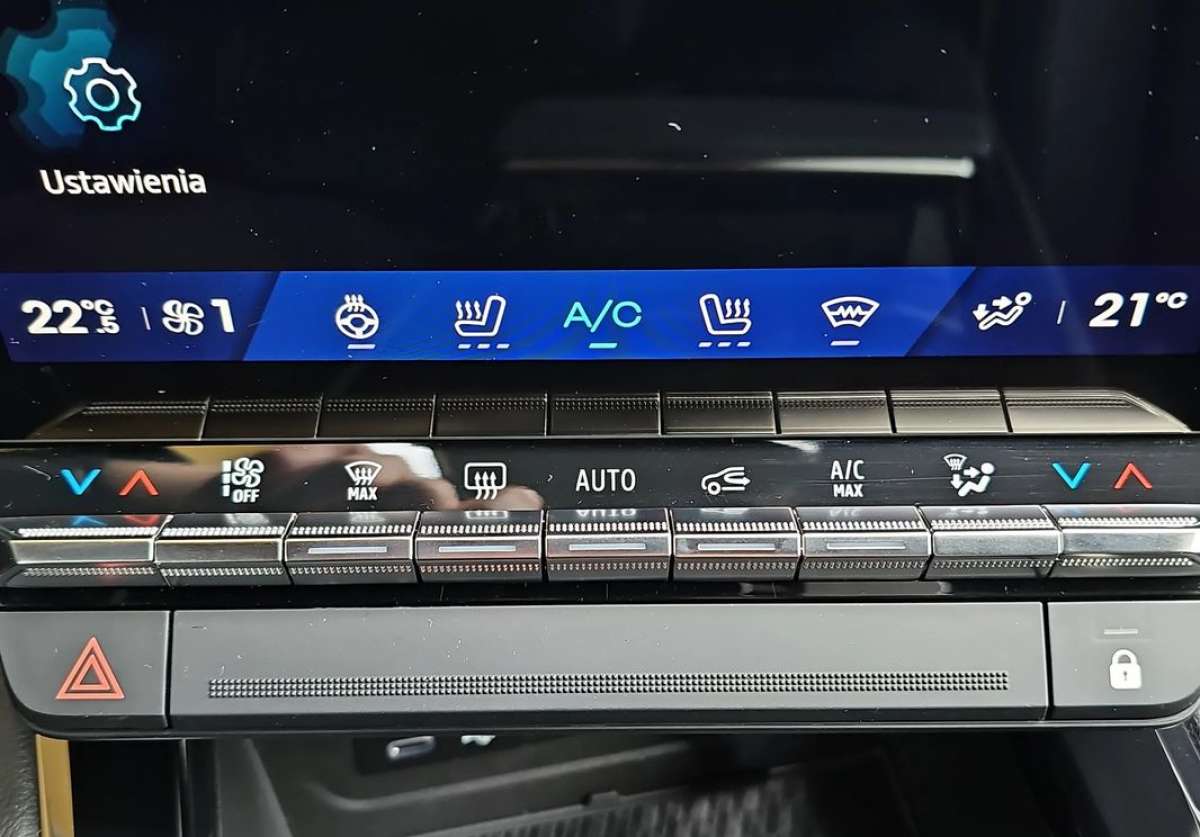 Ustawienia
22°C.5 1 A/C 21°C
OFF MAX AUTO A/C MAX